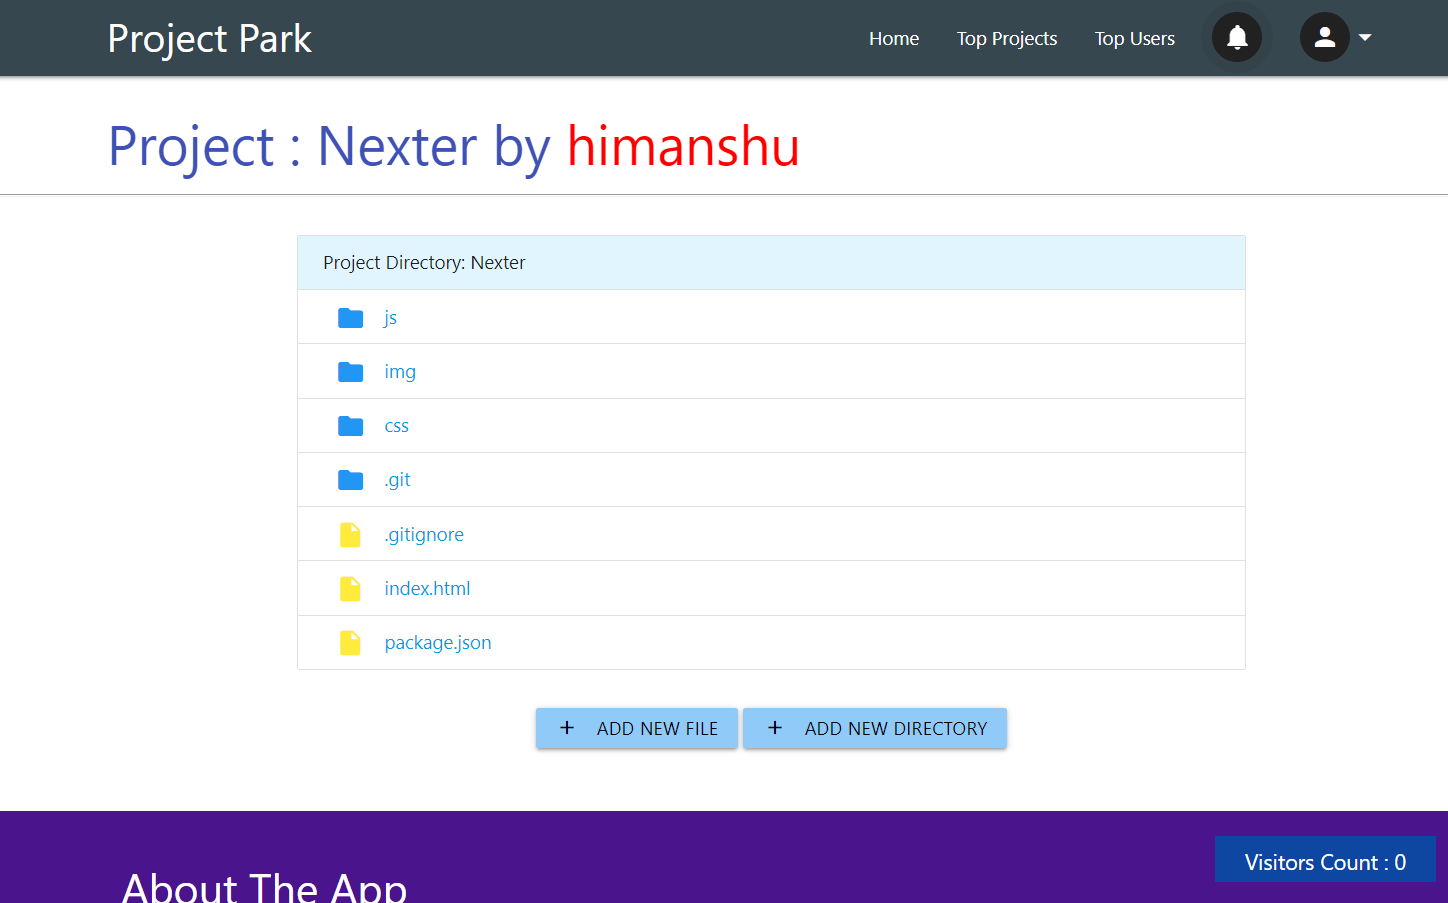 Project Park
Home Top Projects Top Users
Project : Nexter by himanshu
Project Directory: Nexter
js
img
css
.git
.gitignore
index.html
package.json
+ ADD NEW FILE + ADD NEW DIRECTORY
Visitors Count : 0
About The App